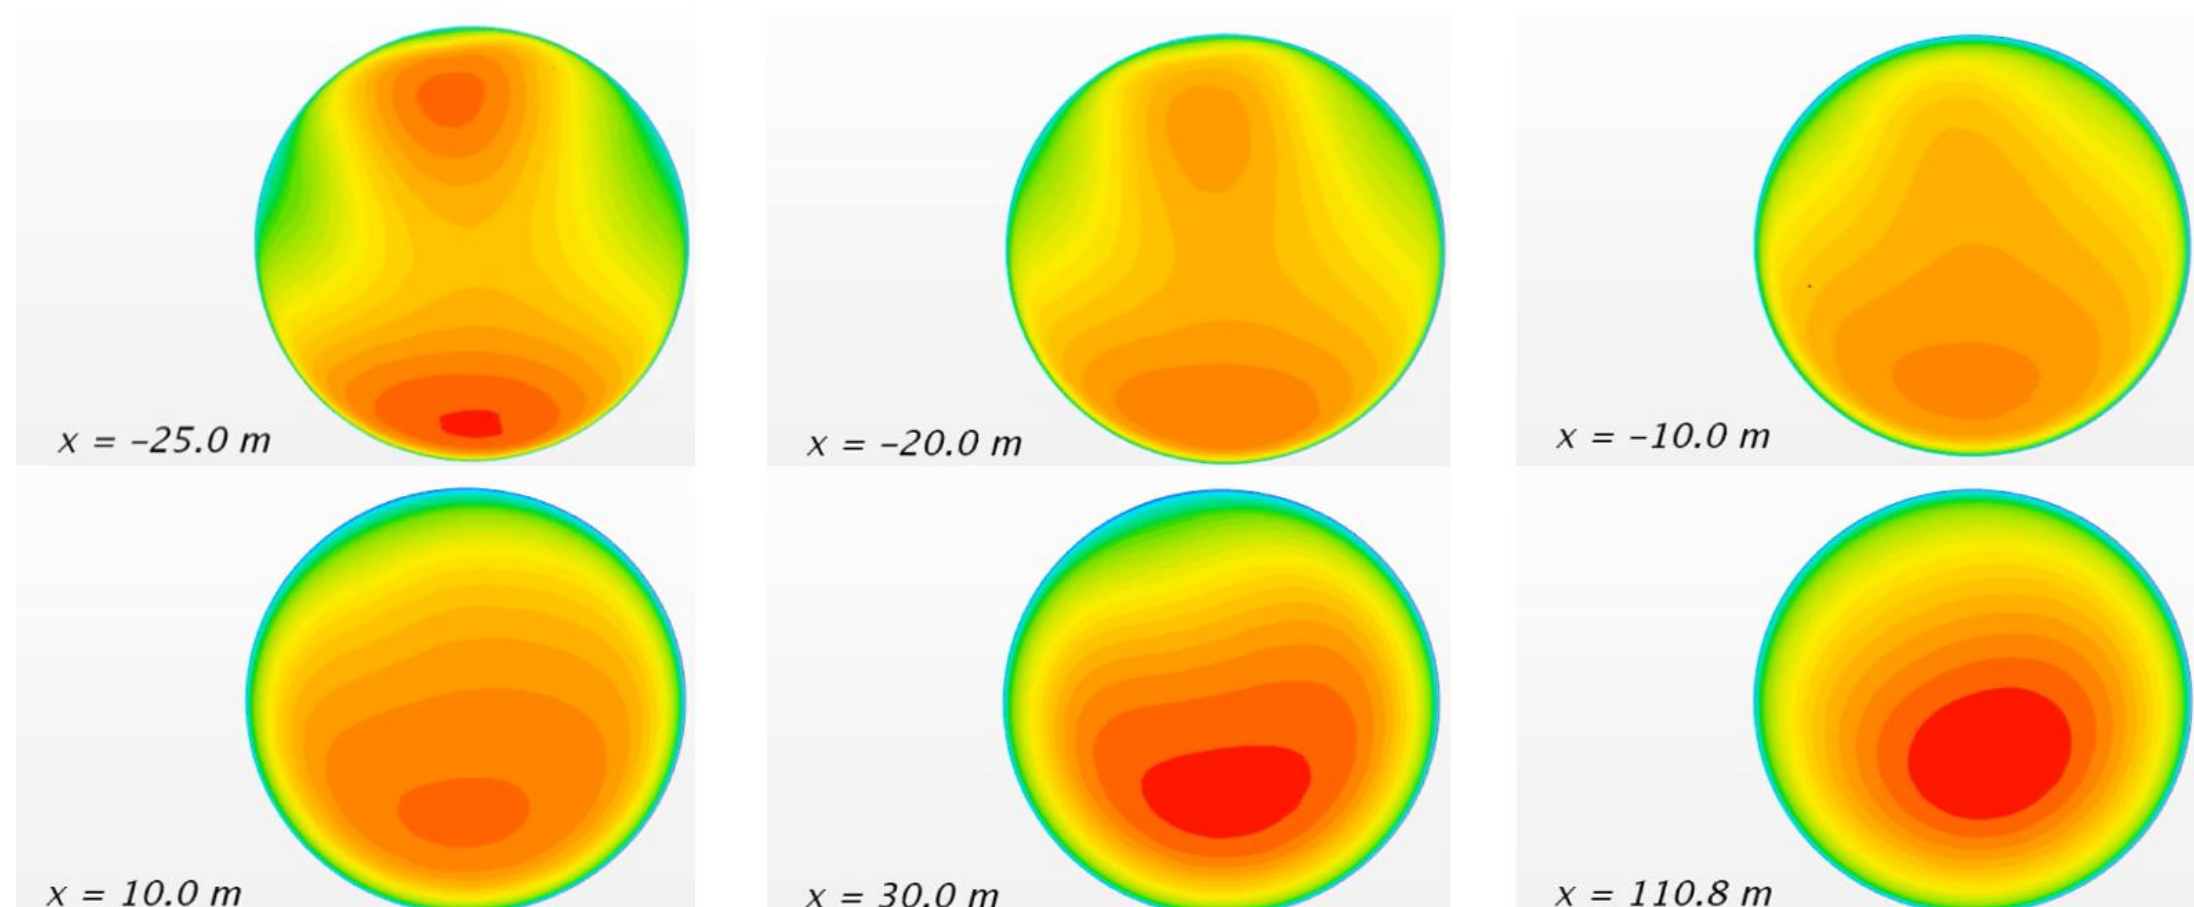 x = –25.0 m
x = –20.0 m
x = –10.0 m
x = 10.0 m
x = 30.0 m
x = 110.8 m